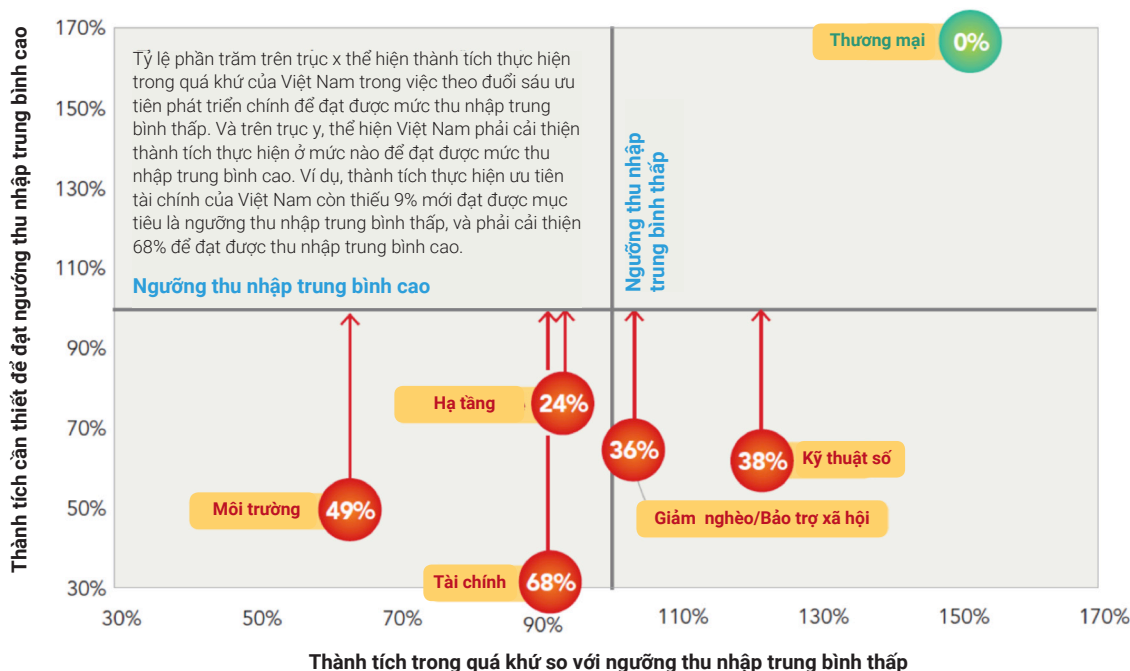 Thành tích cần thiết để đạt ngưỡng thu nhập trung bình cao
170%
150%
130%
110%
90%
70%
50%
30%
Tỷ lệ phần trăm trên trục x thể hiện thành tích thực hiện
trong quá khứ của Việt Nam trong việc theo đuổi sáu ưu
tiên phát triển chính để đạt được mức thu nhập trung
bình thấp. Và trên trục y, thể hiện Việt Nam phải cải thiện
thành tích thực hiện ở mức nào để đạt được mức thu
nhập trung bình cao. Ví dụ, thành tích thực hiện ưu tiên
tài chính của Việt Nam còn thiếu 9% mới đạt được mục
tiêu là ngưỡng thu nhập trung bình thấp, và phải cải thiện
68% để đạt được thu nhập trung bình cao.
Ngưỡng thu nhập trung bình cao
Ngưỡng thu nhập
trung bình thấp
Thương mại
0%
Hạ tầng
24%
36%
38%
Kỹ thuật số
Môi trường
49%
Giảm nghèo/Bảo trợ xã hội
Tài chính
68%
30%
50%
70%
90%
110%
130%
150%
170%
Thành tích trong quá khứ so với ngưỡng thu nhập trung bình thấp